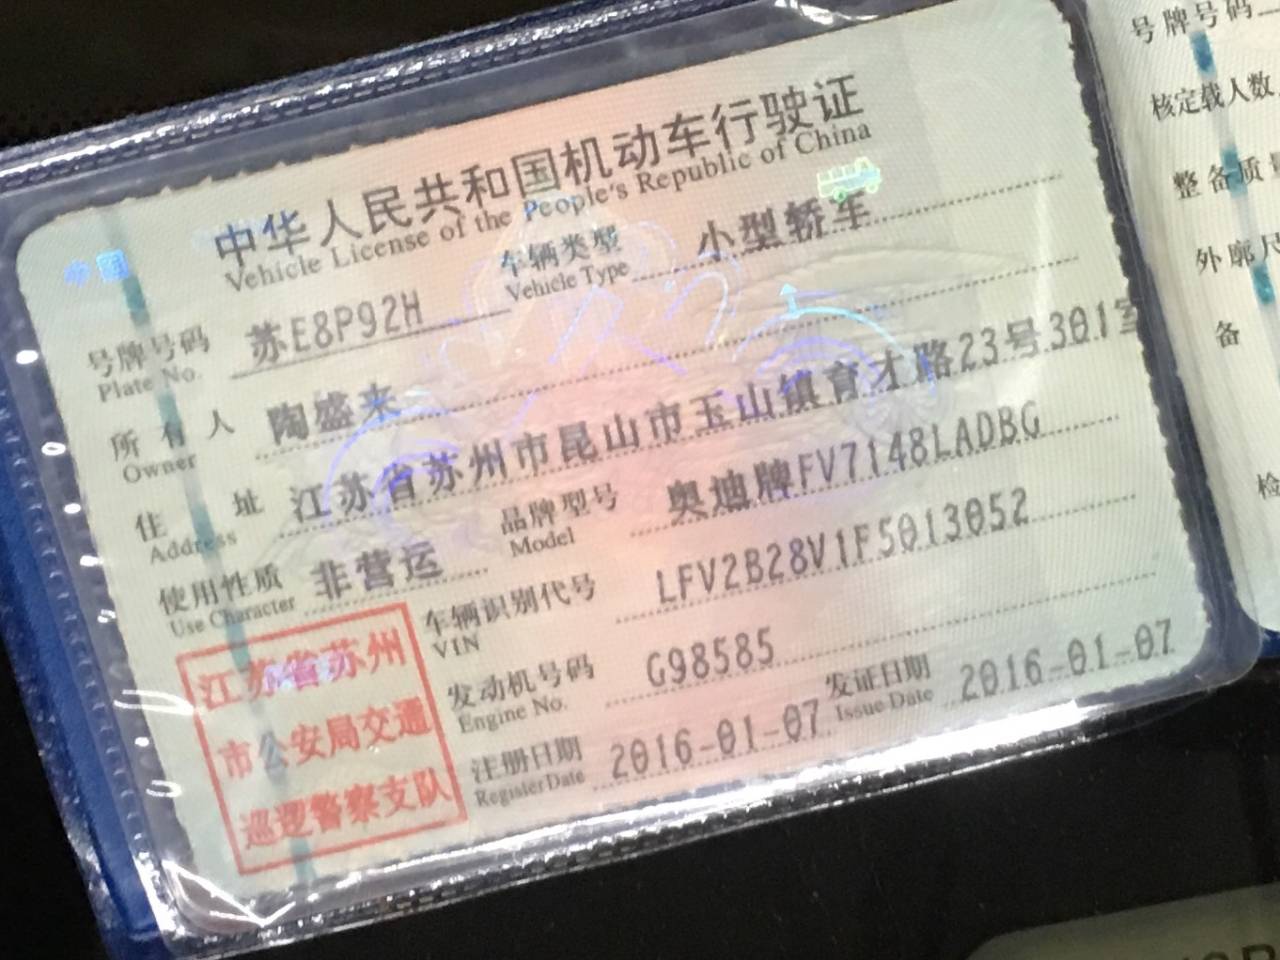 中华人民共和国机动车行驶证
Vehicle License of the People's Republic of China
号牌号码 苏E8P92H 车辆类型 小型轿车
Plate No. Vehicle Type
所有人 陶盛来
Owner
住址 江苏省苏州市昆山市玉山镇育才路23号301室
Address
使用性质 非营运 品牌型号 奥迪牌FV7148LADBG
Use Character Model
车辆识别代号 LFV2B28V1F5013052
VIN
发动机号码 G98585
Engine No.
注册日期 2016-01-07 发证日期 2016-01-07
Register Date Issue Date
江苏省苏州
市公安局交通
巡逻警察支队
中国
号牌号码
核定载人数
整备质量
外廓尺
备
检